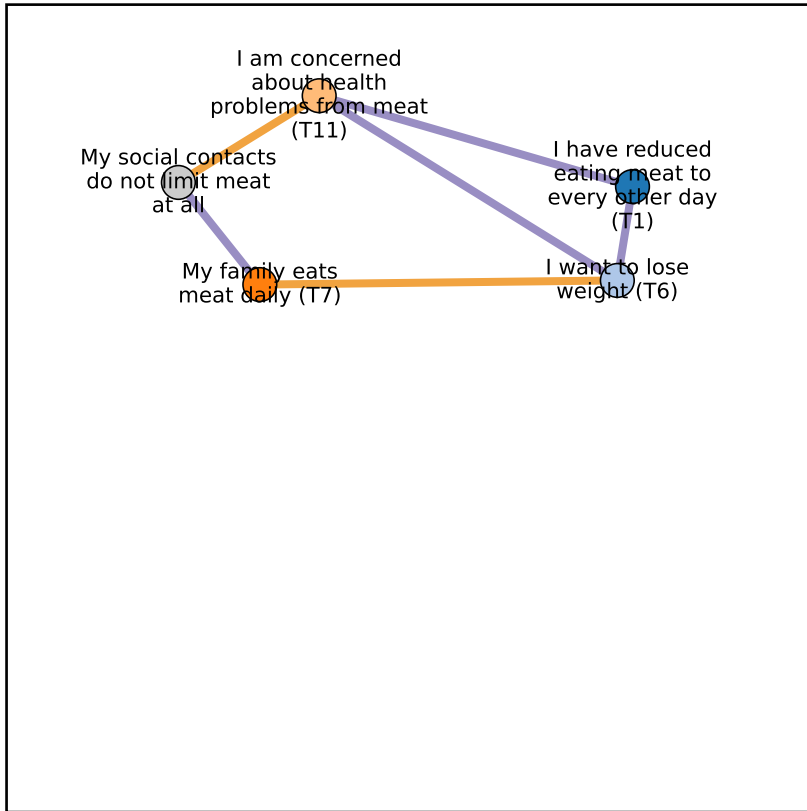 I am concerned
about health
problems from meat
(T11)
My social contacts
do not limit meat
at all
I have reduced
eating meat to
every other day
(T1)
My family eats
meat daily (T7)
I want to lose
weight (T6)